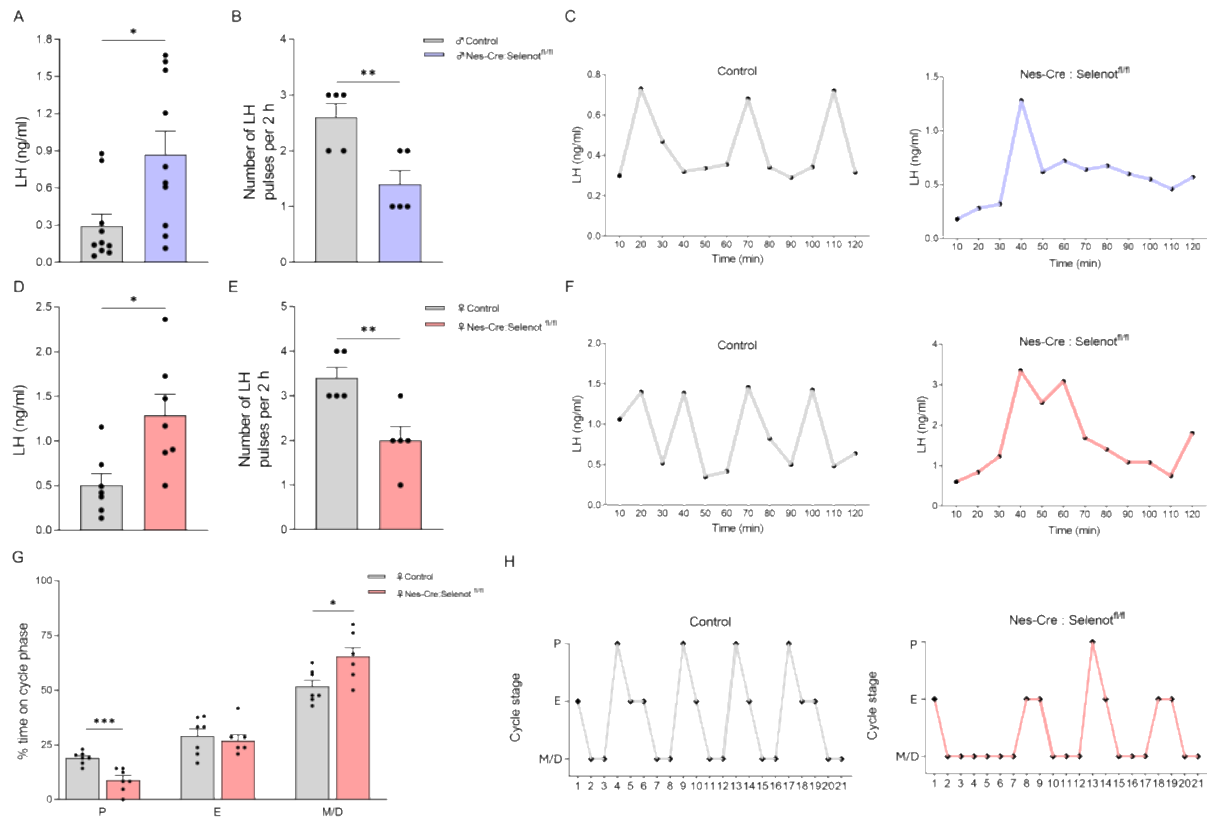 A
B
C
*
1.8
1.5
1.2
0.9
0.6
0.3
0.0
LH (ng/ml)
**
4
3
2
1
0
Number of LH
pulses per 2 h
♂Control
♂Nes-Cre:Selenot fl/fl
Control
0.8
0.6
0.4
0.2
0.0
LH (ng/ml)
10 20 30 40 50 60 70 80 90 100 110 120
Time (min)
Nes-Cre : Selenot fl/fl
1.5
1.0
0.5
0.0
LH (ng/ml)
10 20 30 40 50 60 70 80 90 100 110 120
Time (min)
D
E
F
*
2.5
2.0
1.5
1.0
0.5
0.0
LH (ng/ml)
**
5
4
3
2
1
0
Number of LH
pulses per 2 h
♀Control
♀Nes-Cre:Selenot fl/fl
Control
2.0
1.5
1.0
0.5
0.0
LH (ng/ml)
10 20 30 40 50 60 70 80 90 100 110 120
Time (min)
Nes-Cre : Selenot fl/fl
4
3
2
1
0
LH (ng/ml)
10 20 30 40 50 60 70 80 90 100 110 120
Time (min)
G
H
♀Control
♀Nes-Cre:Selenot fl/fl
100
75
50
25
0
% time on cycle phase
***
*
P E M/D
Control
P
E
M/D
Cycle stage
1 2 3 4 5 6 7 8 9 10 11 12 13 14 15 16 17 18 19 20 21
Nes-Cre : Selenot fl/fl
P
E
M/D
Cycle stage
1 2 3 4 5 6 7 8 9 10 11 12 13 14 15 16 17 18 19 20 21